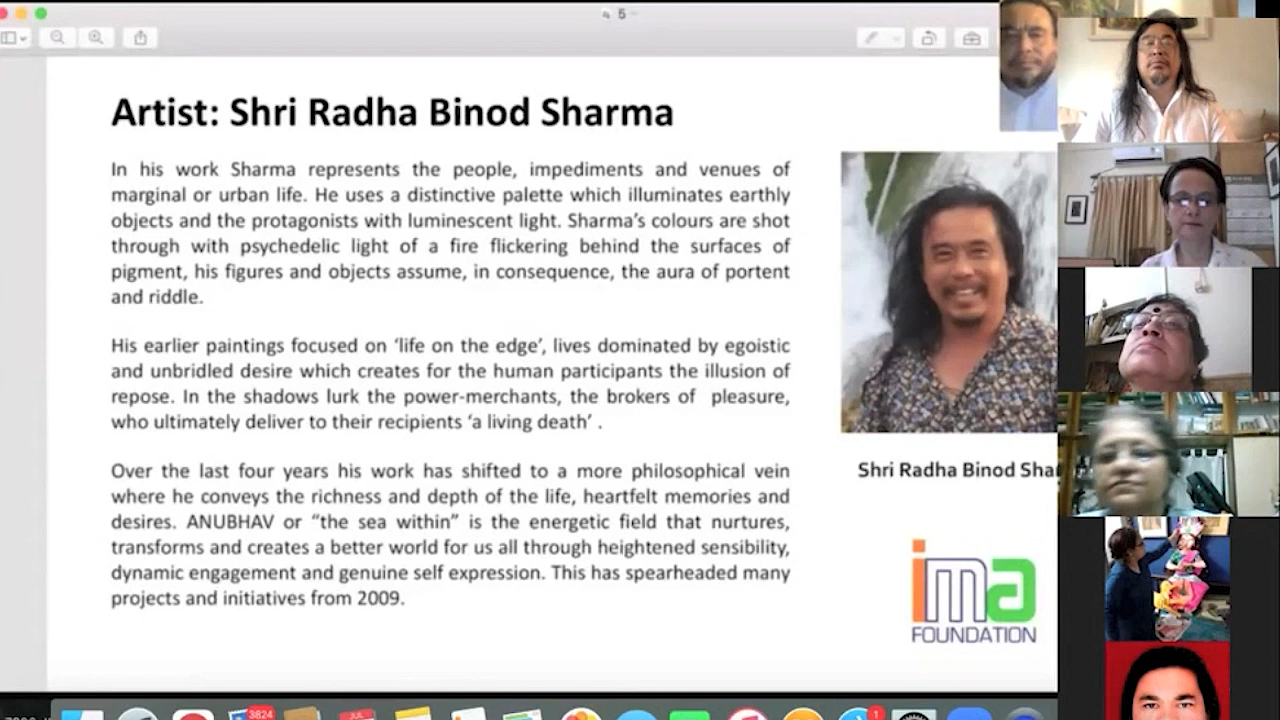 5
Artist: Shri Radha Binod Sharma
In his work Sharma represents the people, impediments and venues of
marginal or urban life. He uses a distinctive palette which illuminates earthly
objects and the protagonists with luminescent light. Sharma's colours are shot
through with psychedelic light of a fire flickering behind the surfaces of
pigment, his figures and objects assume, in consequence, the aura of portent
and riddle.
His earlier paintings focused on 'life on the edge', lives dominated by egoistic
and unbridled desire which creates for the human participants the illusion of
repose. In the shadows lurk the power-merchants, the brokers of pleasure,
who ultimately deliver to their recipients 'a living death' .
Over the last four years his work has shifted to a more philosophical vein
where he conveys the richness and depth of the life, heartfelt memories and
desires. ANUBHAV or "the sea within" is the energetic field that nurtures,
transforms and creates a better world for us all through heightened sensibility,
dynamic engagement and genuine self expression. This has spearheaded many
projects and initiatives from 2009.
Shri Radha Binod Sha
ima
FOUNDATION
3824
JUL
1